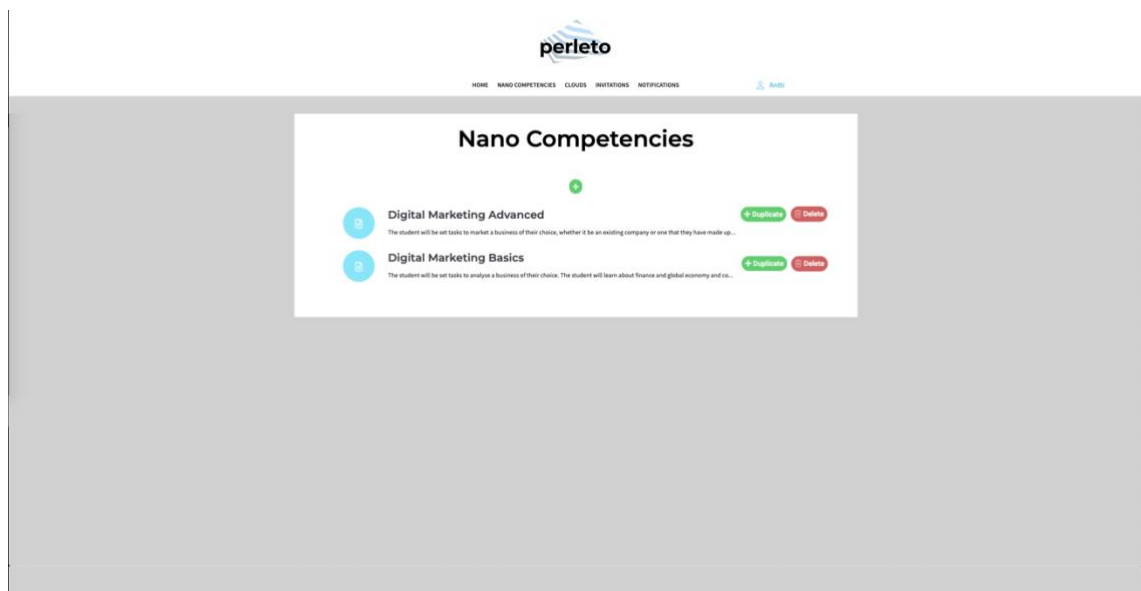 perleto
HOME NANO COMPETENCIES CLOUDS INVITATIONS NOTIFICATIONS Antti
Nano Competencies
+
Digital Marketing Advanced
+ Duplicate Delete
The student will be set tasks to market a business of their choice, whether it be an existing company or one that they have made up...
Digital Marketing Basics
+ Duplicate Delete
The student will be set tasks to analyse a business of their choice. The student will learn about finance and global economy and co...